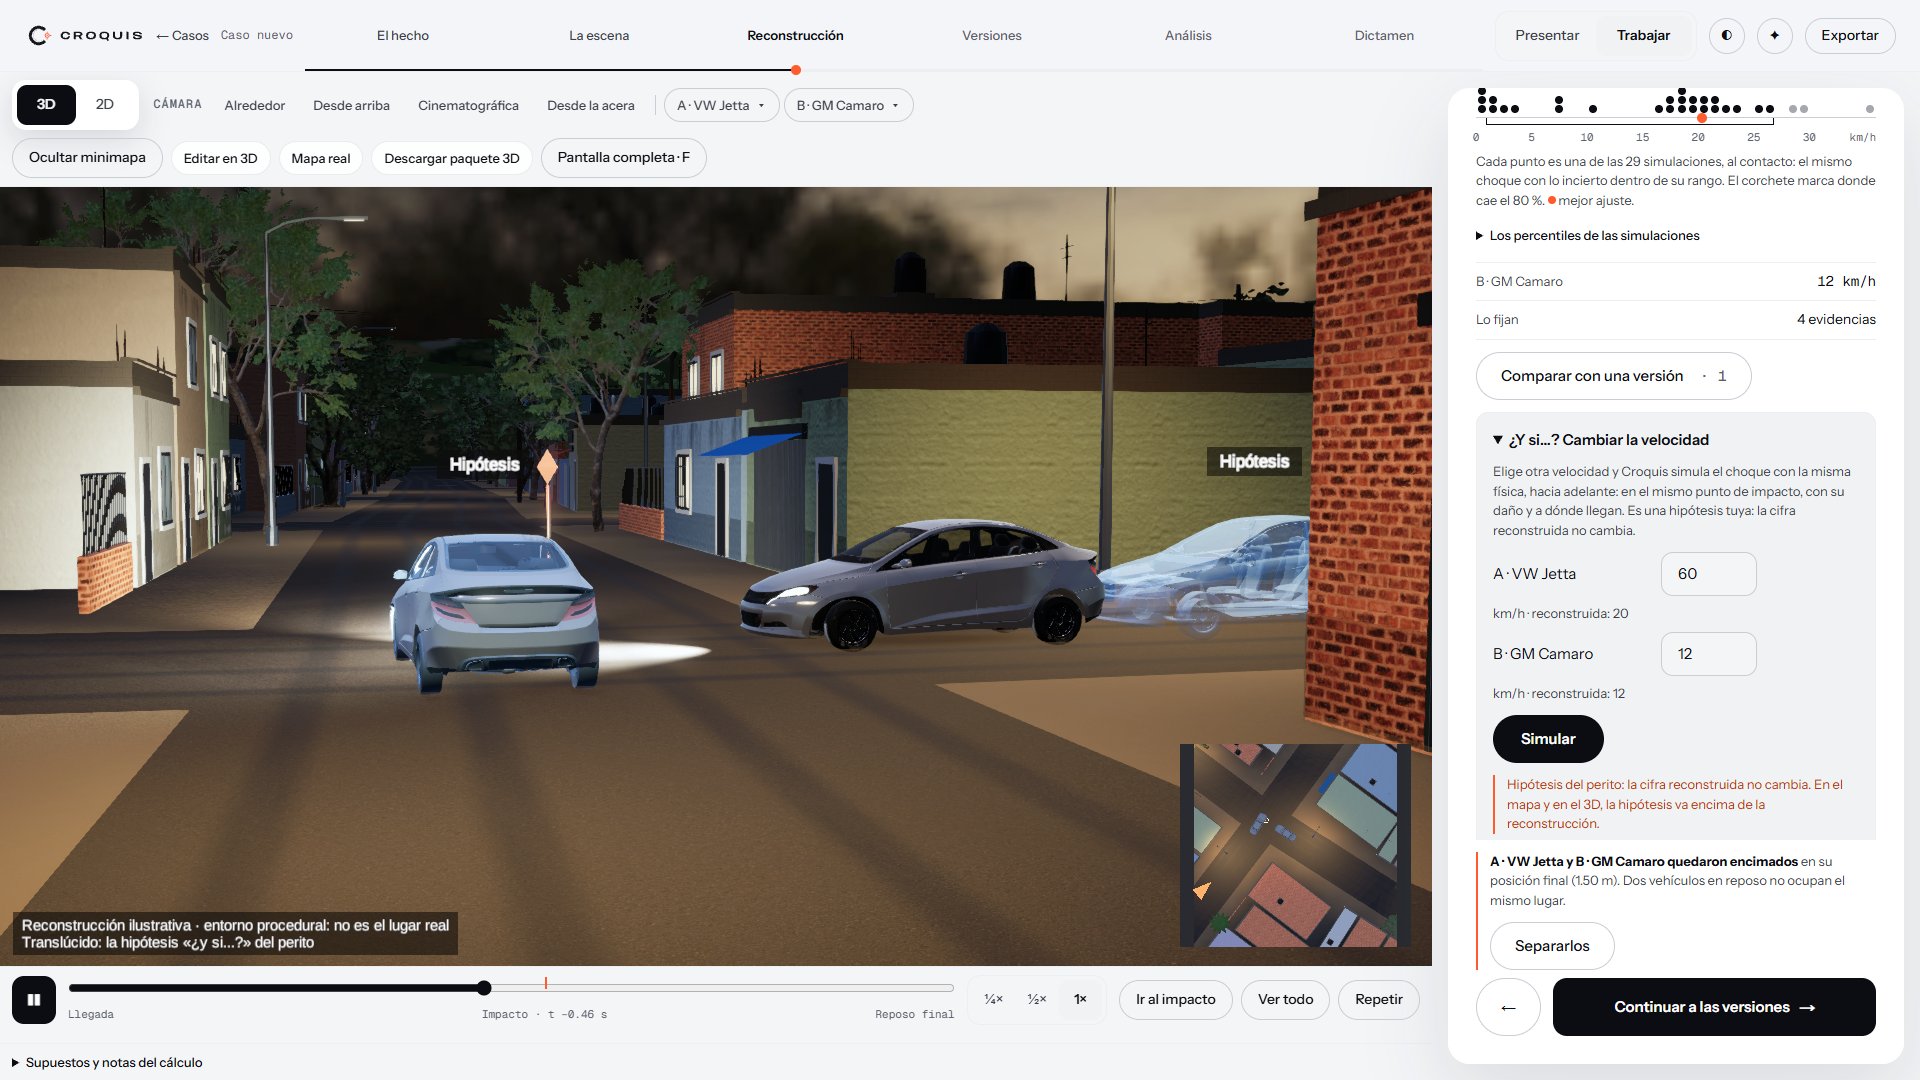 CROQUIS
← Casos
Caso nuevo
El hecho
La escena
Reconstrucción
Versiones
Análisis
Dictamen
Presentar
Trabajar
Exportar
3D
2D
CÁMARA
Alrededor
Desde arriba
Cinematográfica
Desde la acera
A·VW Jetta
B·GM Camaro
Ocultar minimapa
Editar en 3D
Mapa real
Descargar paquete 3D
Pantalla completa·F
Hipótesis
Hipótesis
Reconstrucción ilustrativa · entorno procedural: no es el lugar real
Translúcido: la hipótesis «¿y si...?» del perito
Llegada
Impacto · t −0.46 s
Reposo final
¼×
½×
1×
Ir al impacto
Ver todo
Repetir
Supuestos y notas del cálculo
0 5 10 15 20 25 30 km/h
Cada punto es una de las 29 simulaciones, al contacto: el mismo
choque con lo incierto dentro de su rango. El corchete marca donde
cae el 80 %. mejor ajuste.
Los percentiles de las simulaciones
B·GM Camaro 12 km/h
Lo fijan 4 evidencias
Comparar con una versión · 1
¿Y si...? Cambiar la velocidad
Elige otra velocidad y Croquis simula el choque con la misma
física, hacia adelante: en el mismo punto de impacto, con su
daño y a dónde llegan. Es una hipótesis tuya: la cifra
reconstruida no cambia.
A·VW Jetta 60
km/h·reconstruida: 20
B·GM Camaro 12
km/h·reconstruida: 12
Simular
Hipótesis del perito: la cifra reconstruida no cambia. En el
mapa y en el 3D, la hipótesis va encima de la
reconstrucción.
A·VW Jetta y B·GM Camaro quedaron encimados en su
posición final (1.50 m). Dos vehículos en reposo no ocupan el
mismo lugar.
Separarlos
←
Continuar a las versiones →